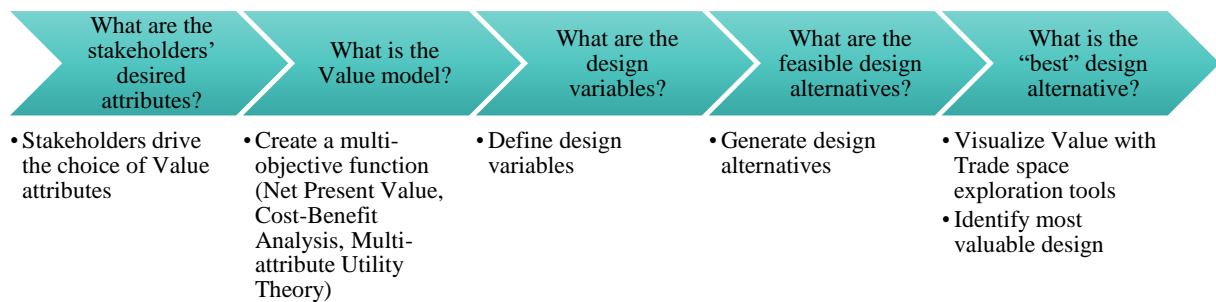 What are the
stakeholders’
desired
attributes?
What is the
Value model?
What are the
design
variables?
What are the
feasible design
alternatives?
What is the
“best” design
alternative?
• Stakeholders drive
the choice of Value
attributes
• Create a multi-
objective function
(Net Present Value,
Cost-Benefit
Analysis, Multi-
attribute Utility
Theory)
• Define design
variables
• Generate design
alternatives
• Visualize Value with
Trade space
exploration tools
• Identify most
valuable design